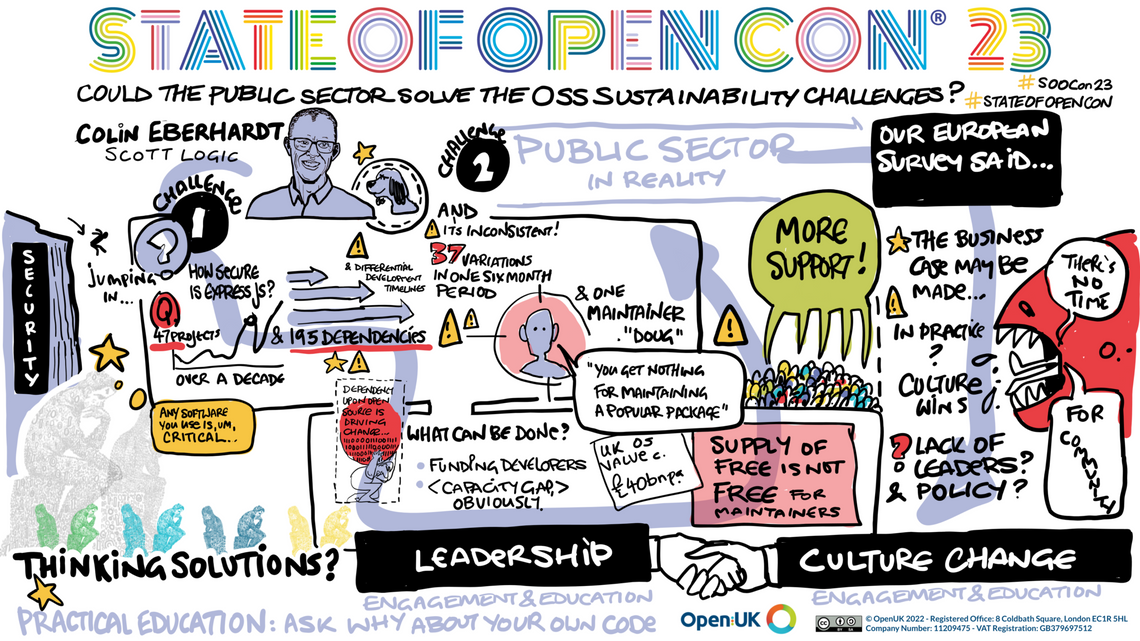 STATE OF OPEN CON® 23
COULD THE PUBLIC SECTOR SOLVE THE OSS SUSTAINABILITY CHALLENGES?
#SOOCon23
#STATEOFOPENCON
COLIN EBERHARDT
SCOTT LOGIC
CHALLENGE
1
CHALLENGE
2
PUBLIC SECTOR
IN REALITY
OUR EUROPEAN
SURVEY SAID...
SECURITY
Jumping
IN...
?
HOW SECURE
IS EXPRESS JS?
Q
47 PROJECTS
& 195 DEPENDENCIES
OVER A DECADE
& DIFFERENTIAL
DEVELOPMENT
TIMELINES
AND
IT'S INCONSISTENT!
37 VARIATIONS
IN ONE SIX MONTH
PERIOD
& ONE
MAINTAINER
"DOUG"
"YOU GET NOTHING
FOR MAINTAINING
A POPULAR PACKAGE"
MORE
SUPPORT!
THE BUSINESS
CASE MAY BE
MADE...
IN PRACTICE
?
CULTURE
WINS
? LACK OF
LEADERS?
& POLICY?
THERE'S
NO
TIME
FOR
COMMUNITY
ANY SOFTWARE
YOU USE IS, UM,
CRITICAL...
DEPENDENT
UPON OPEN
SOURCE IS
DRIVING
CHANGE...
WHAT CAN BE DONE?
• FUNDING DEVELOPERS
• <CAPACITY GAP,>
OBVIOUSLY.
UK OS
VALUE C.
£40bnpa
SUPPLY OF
FREE IS NOT
FREE FOR
MAINTAINERS
THINKING SOLUTIONS?
LEADERSHIP
CULTURE CHANGE
ENGAGEMENT & EDUCATION
ENGAGEMENT & EDUCATION
PRACTICAL EDUCATION: ASK WHY ABOUT YOUR OWN CODE
Open:UK
cc BY SA
© OpenUK 2022 - Registered Office: 8 Coldbath Square, London EC1R 5HL
Company Number: 11209475 - VAT Registration: GB379697512